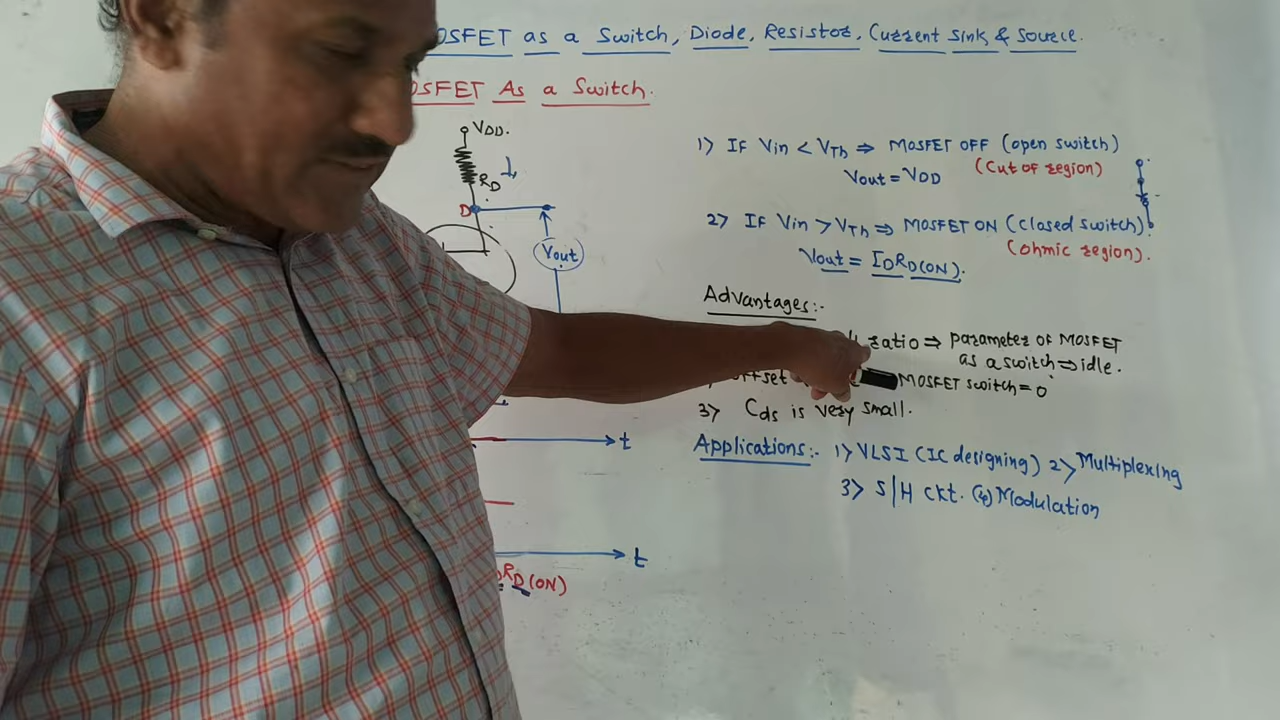 OSFET as a Switch, Diode, Resistor, Current Sink & Source.
OSFET As a Switch.
VDD.
RD
D
Vout
1) IF Vin < VTh ⇒ MOSFET OFF (open switch)
(Cut of region)
Vout = VDD
2) IF Vin > VTh ⇒ MOSFET ON (closed switch)
(ohmic region).
Vout = IDRD(ON).
Advantages:-
ratio ⇒ parameter OF MOSFET
as a switch ⇒ idle.
offset MOSFET switch = 0
3) Cds is very small.
Applications:- 1) VLSI (IC designing) 2) Multiplexing
3) S/H ckt. (4) Modulation
t
t
RD(ON)